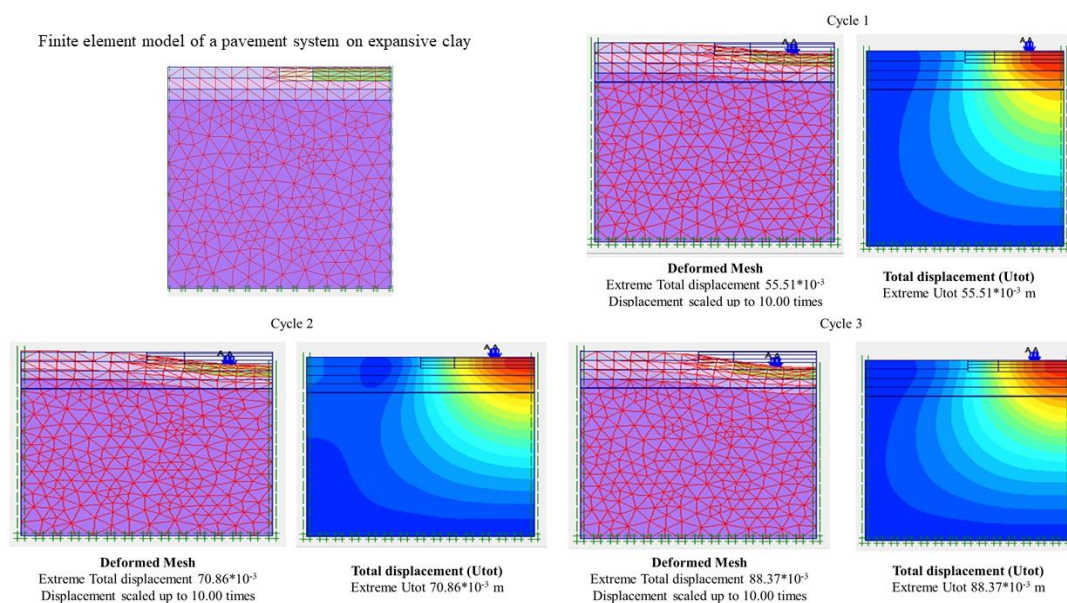 Finite element model of a pavement system on expansive clay
Cycle 1
A A
Deformed Mesh
Extreme Total displacement 55.51*10⁻³
Displacement scaled up to 10.00 times
A A
Total displacement (Utot)
Extreme Utot 55.51*10⁻³ m
Cycle 2
A A
Deformed Mesh
Extreme Total displacement 70.86*10⁻³
Displacement scaled up to 10.00 times
A A
Total displacement (Utot)
Extreme Utot 70.86*10⁻³ m
Cycle 3
A A
Deformed Mesh
Extreme Total displacement 88.37*10⁻³
Displacement scaled up to 10.00 times
A A
Total displacement (Utot)
Extreme Utot 88.37*10⁻³ m